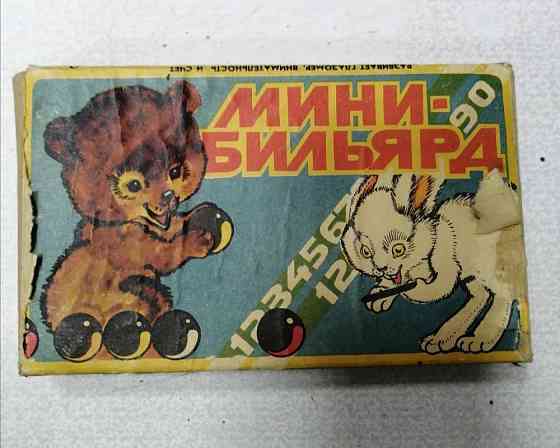 РАЗВИВАЕТ ГЛАЗОМЕР, ВНИМАТЕЛЬНОСТЬ И СЧЕТ
МИНИ-
БИЛЬЯРД
90
1234567
12